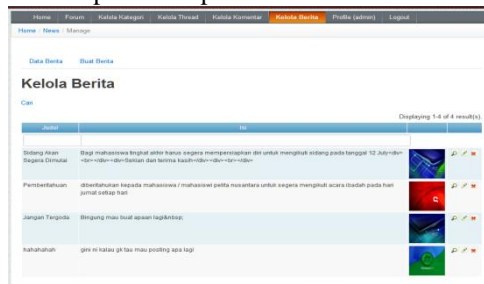 Home Forum Kelola Kategori Kelola Thread Kelola Komentar Kelola Berita Profile (admin) Logout
Home / News / Manage
Data Berita Buat Berita
Kelola Berita
Cari
Displaying 1-4 of 4 result(s).
Judul Isi
Sidang Akan Segera Dimulai
Bagi mahasiswa tingkat akhir harus segera mempersiapkan diri untuk mengikuti sidang pada tanggal 12 July<div>
<br></div><div>Sekian dan terima kasih</div><div><br></div>
Pemberitahuan
diberitahukan kepada mahasiswa / mahasiswi pelita nusantara untuk segera mengikuti acara ibadah pada hari
jumat setiap hari
Jangan Tergoda Bingung mau buat apaan lagi&nbsp;
hahahahah gini ni kalau gk tau mau posting apa lagi